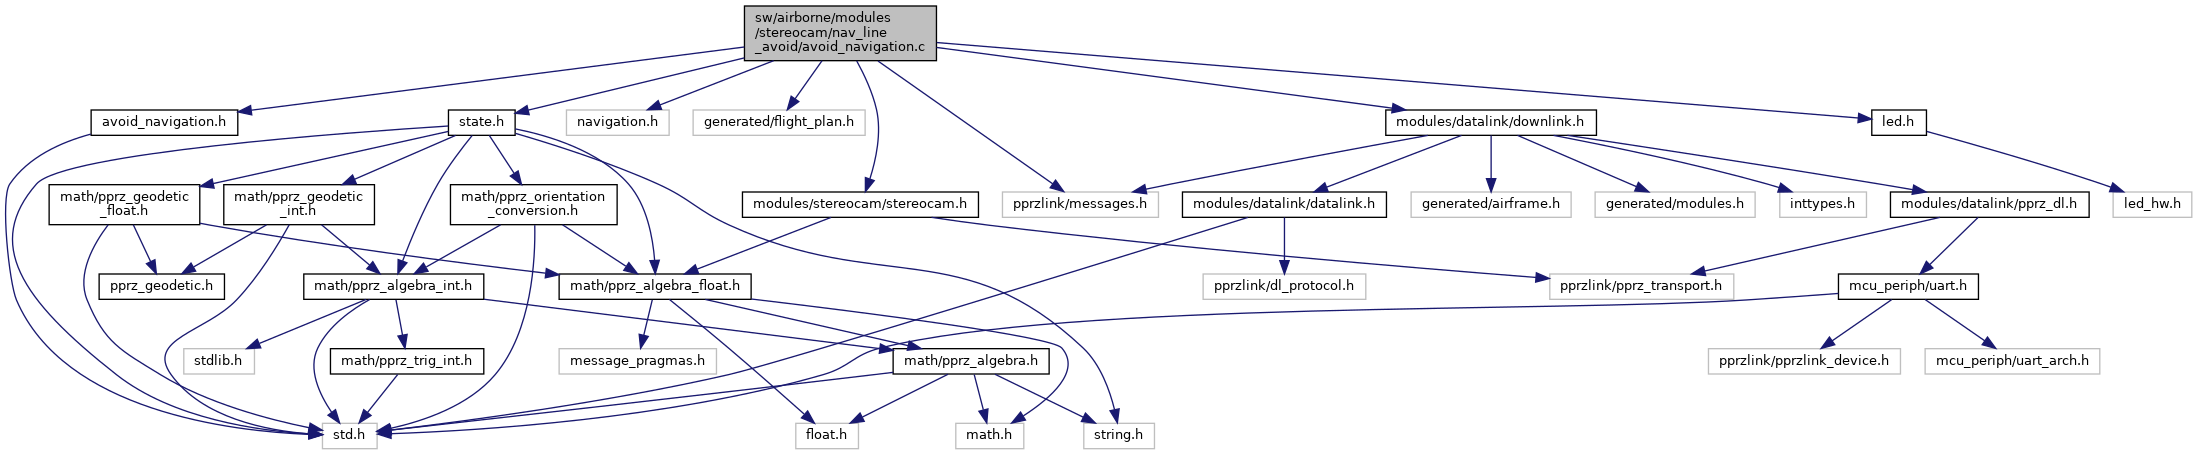 sw/airborne/modules
/stereocam/nav_line
_avoid/avoid_navigation.c
avoid_navigation.h
state.h
navigation.h
generated/flight_plan.h
modules/datalink/downlink.h
led.h
math/pprz_geodetic
_float.h
math/pprz_geodetic
_int.h
math/pprz_orientation
_conversion.h
modules/stereocam/stereocam.h
pprzlink/messages.h
modules/datalink/datalink.h
generated/airframe.h
generated/modules.h
inttypes.h
modules/datalink/pprz_dl.h
led_hw.h
pprz_geodetic.h
math/pprz_algebra_int.h
math/pprz_algebra_float.h
pprzlink/dl_protocol.h
pprzlink/pprz_transport.h
mcu_periph/uart.h
stdlib.h
math/pprz_trig_int.h
message_pragmas.h
math/pprz_algebra.h
pprzlink/pprzlink_device.h
mcu_periph/uart_arch.h
std.h
float.h
math.h
string.h